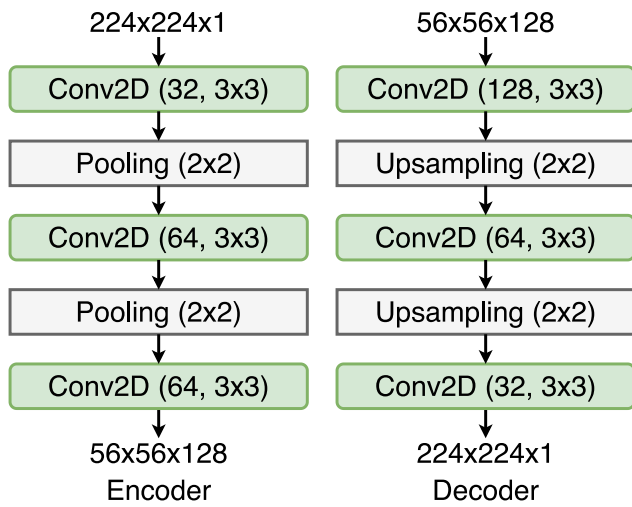 224x224x1
Conv2D (32, 3x3)
Pooling (2x2)
Conv2D (64, 3x3)
Pooling (2x2)
Conv2D (64, 3x3)
56x56x128
Encoder
56x56x128
Conv2D (128, 3x3)
Upsampling (2x2)
Conv2D (64, 3x3)
Upsampling (2x2)
Conv2D (32, 3x3)
224x224x1
Decoder